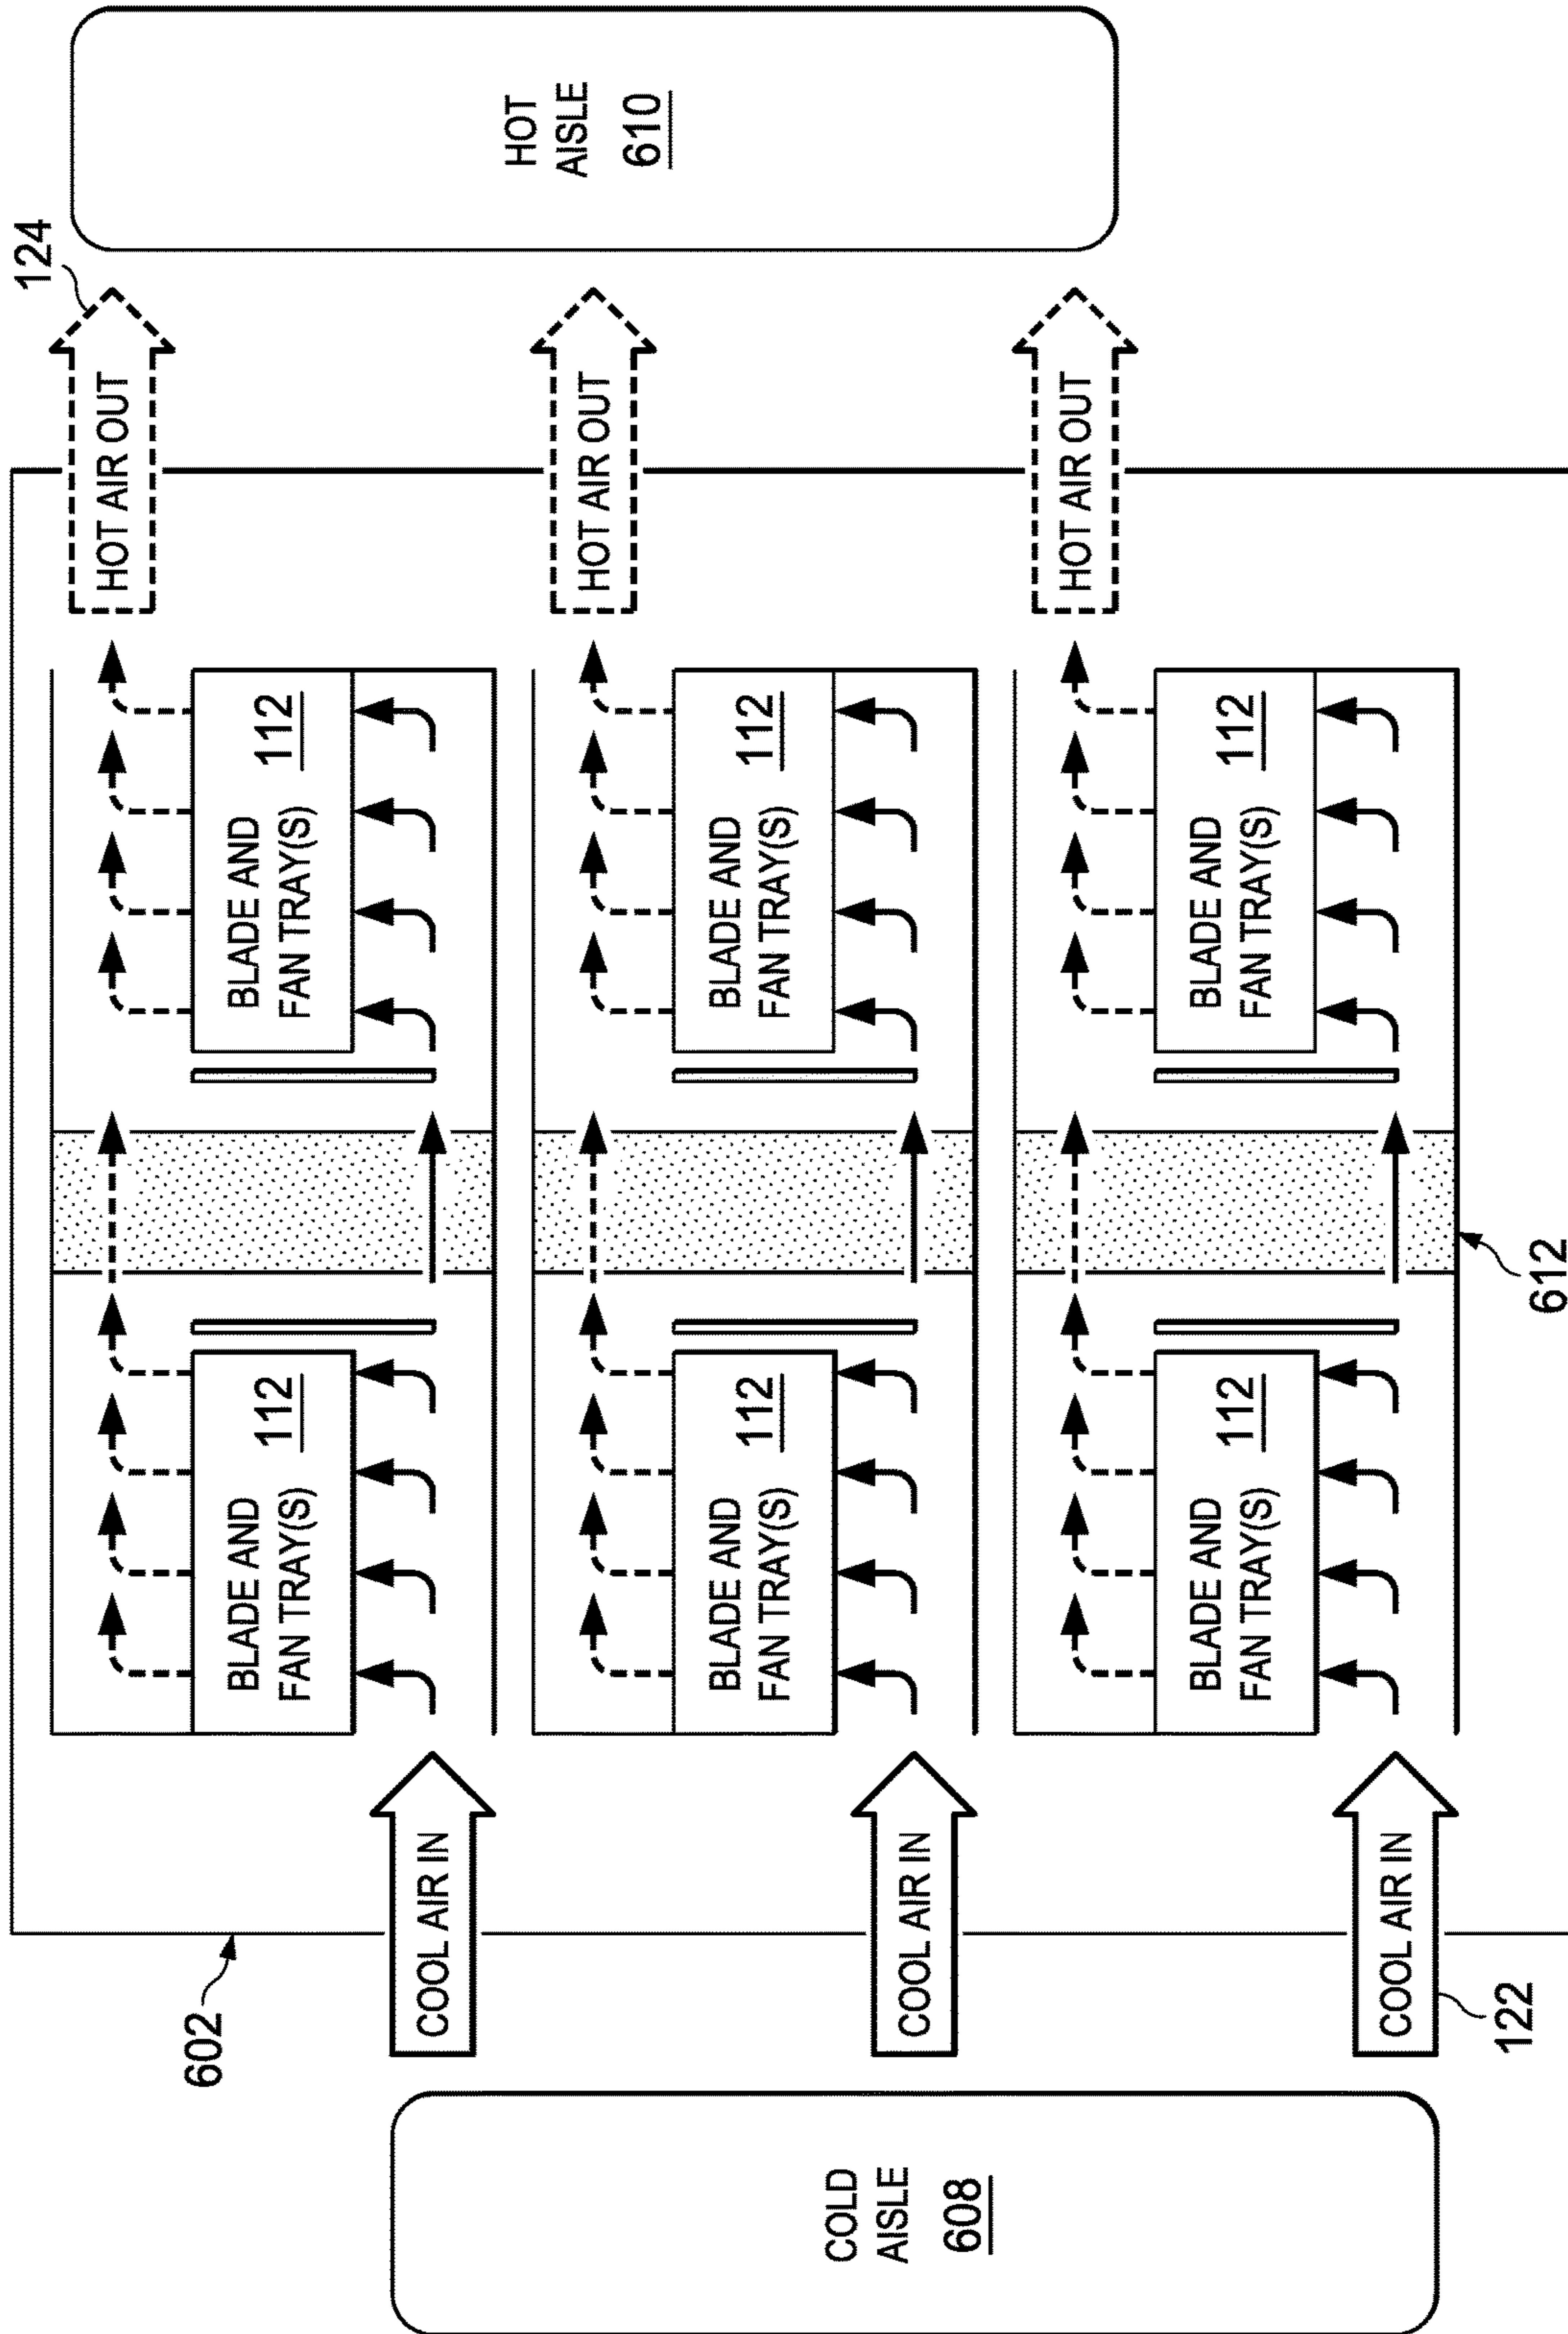 124
HOT AIR OUT
602
BLADE AND
FAN TRAY(S)
112
BLADE AND
FAN TRAY(S)
112
COOL AIR IN
HOT
AISLE
610
HOT AIR OUT
BLADE AND
FAN TRAY(S)
112
BLADE AND
FAN TRAY(S)
112
COLD
AISLE
608
COOL AIR IN
HOT AIR OUT
BLADE AND
FAN TRAY(S)
112
BLADE AND
FAN TRAY(S)
112
COOL AIR IN
122
612